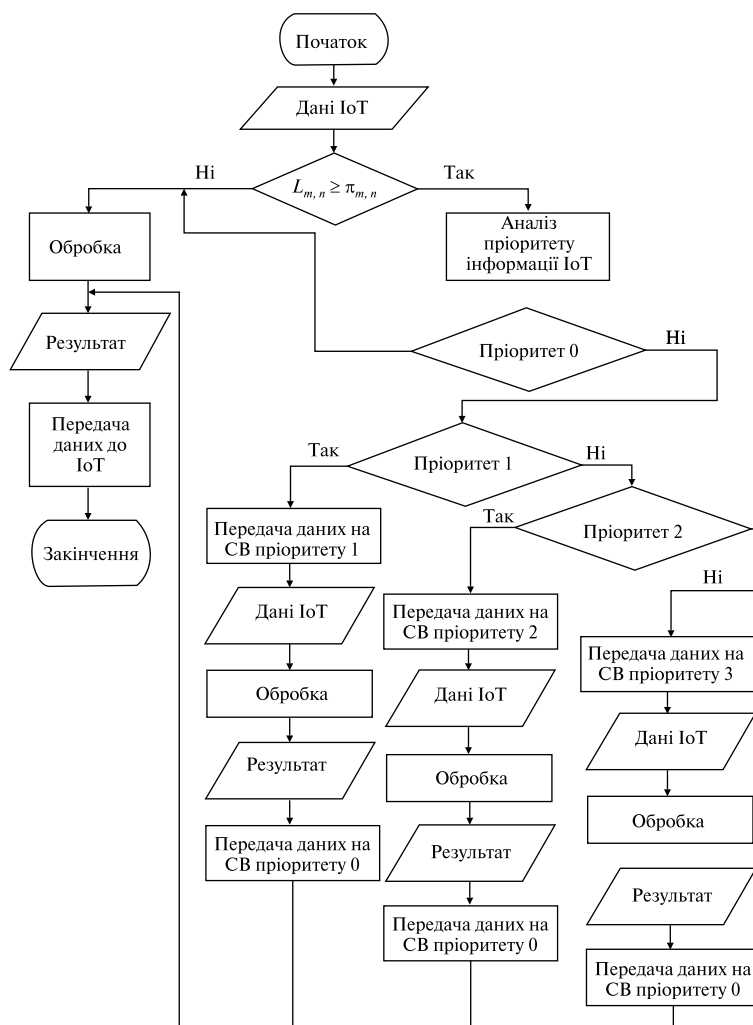 Початок
Дані IoT
Ні
L m, n ≥ π m, n
Так
Обробка
Аналіз
пріоритету
інформації IoT
Результат
Пріоритет 0
Ні
Передача
даних до
IoT
Так
Пріоритет 1
Ні
Закінчення
Передача даних на
СВ пріоритету 1
Так
Пріоритет 2
Ні
Дані IoT
Передача даних на
СВ пріоритету 2
Передача даних на
СВ пріоритету 3
Обробка
Дані IoT
Дані IoT
Результат
Обробка
Обробка
Передача даних на
СВ пріоритету 0
Результат
Результат
Передача даних на
СВ пріоритету 0
Передача даних на
СВ пріоритету 0